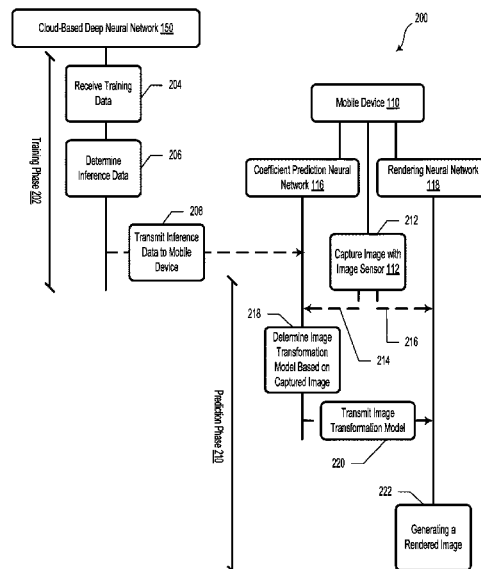 Cloud-Based Deep Neural Network 150
200
Receive Training
Data
204
Mobile Device 110
Training Phase 202
Determine
Inference Data
206
Coefficient Prediction Neural
Network 116
Rendering Neural Network
118
208
Transmit Inference
Data to Mobile
Device
212
Capture Image with
Image Sensor 112
218
214
216
Determine Image
Transformation
Model Based on
Captured Image
Prediction Phase 210
Transmit Image
Transformation Model
220
222
Generating a
Rendered Image